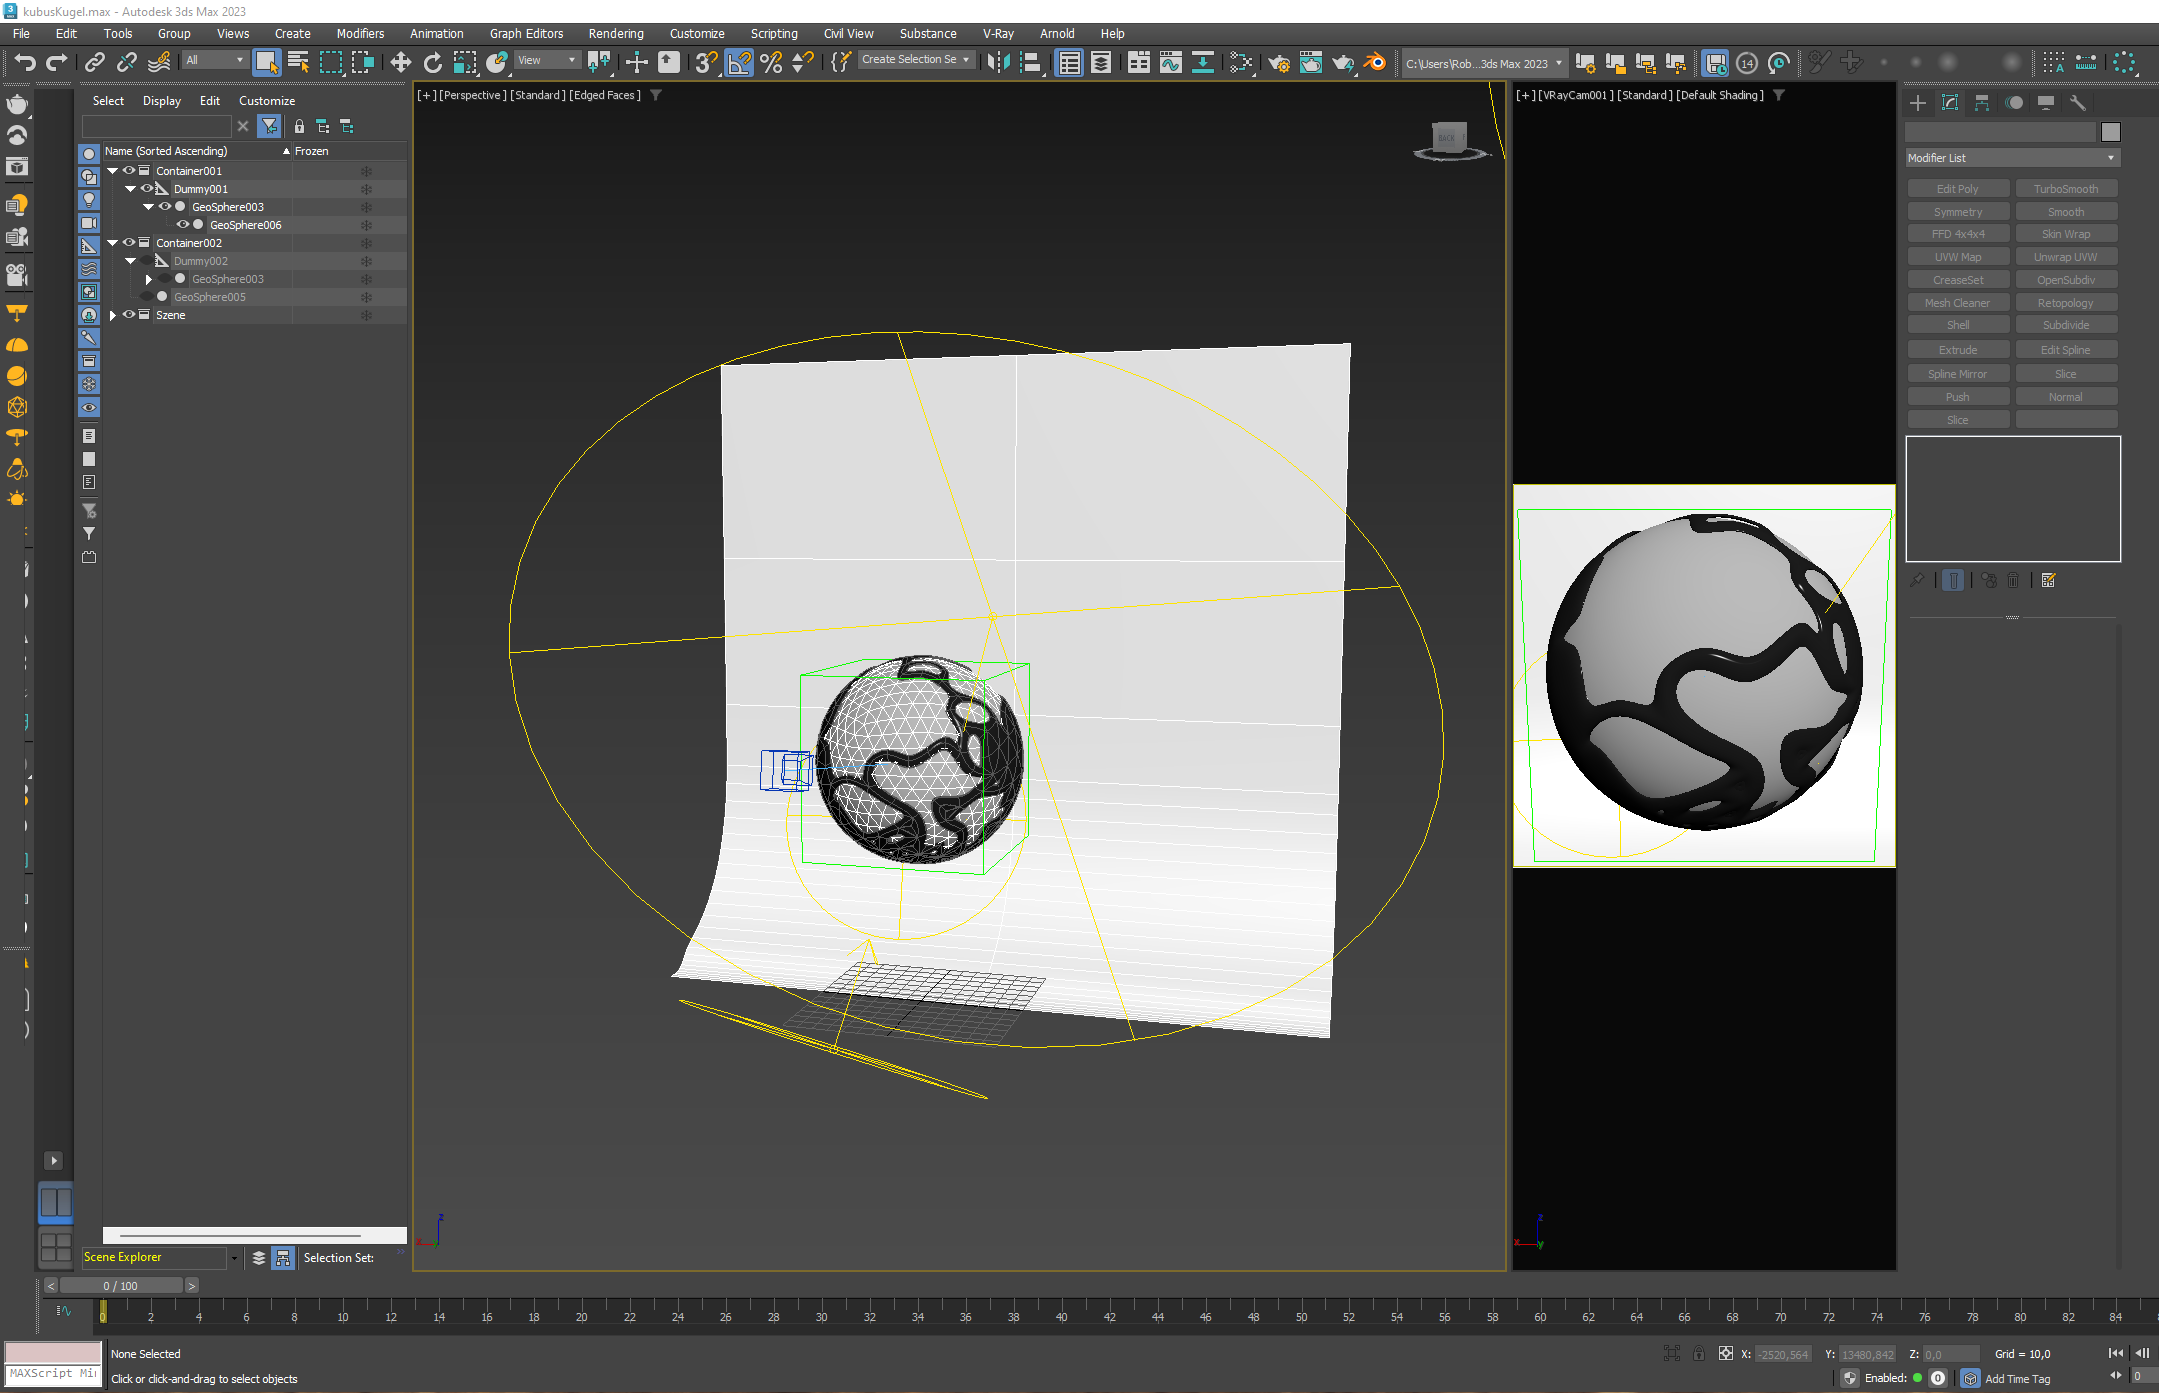 kubusKugel.max - Autodesk 3ds Max 2023
File Edit Tools Group Views Create Modifiers Animation Graph Editors Rendering Customize Scripting Civil View Substance V-Ray Arnold Help
All View Create Selection Se C:\Users\Rob...3ds Max 2023 14
Select Display Edit Customize
[+] [Perspective] [Standard] [Edged Faces]
[+] [VRayCam001] [Standard] [Default Shading]
Name (Sorted Ascending) Frozen
Container001
Dummy001
GeoSphere003
GeoSphere006
Container002
Dummy002
GeoSphere003
GeoSphere005
Szene
BACK
Modifier List
Edit Poly TurboSmooth
Symmetry Smooth
FFD 4x4x4 Skin Wrap
UVW Map Unwrap UVW
CreaseSet OpenSubdiv
Mesh Cleaner Retopology
Shell Subdivide
Extrude Edit Spline
Spline Mirror Slice
Push Normal
Slice
z
x
z
x y
Scene Explorer Selection Set:
0 / 100
0 2 4 6 8 10 12 14 16 18 20 22 24 26 28 30 32 34 36 38 40 42 44 46 48 50 52 54 56 58 60 62 64 66 68 70 72 74 76 78 80 82 84
None Selected X: -2520,564 Y: 13480,842 Z: 0,0 Grid = 10,0
MAXScript Mi
Click or click-and-drag to select objects Enabled: 0 Add Time Tag 0